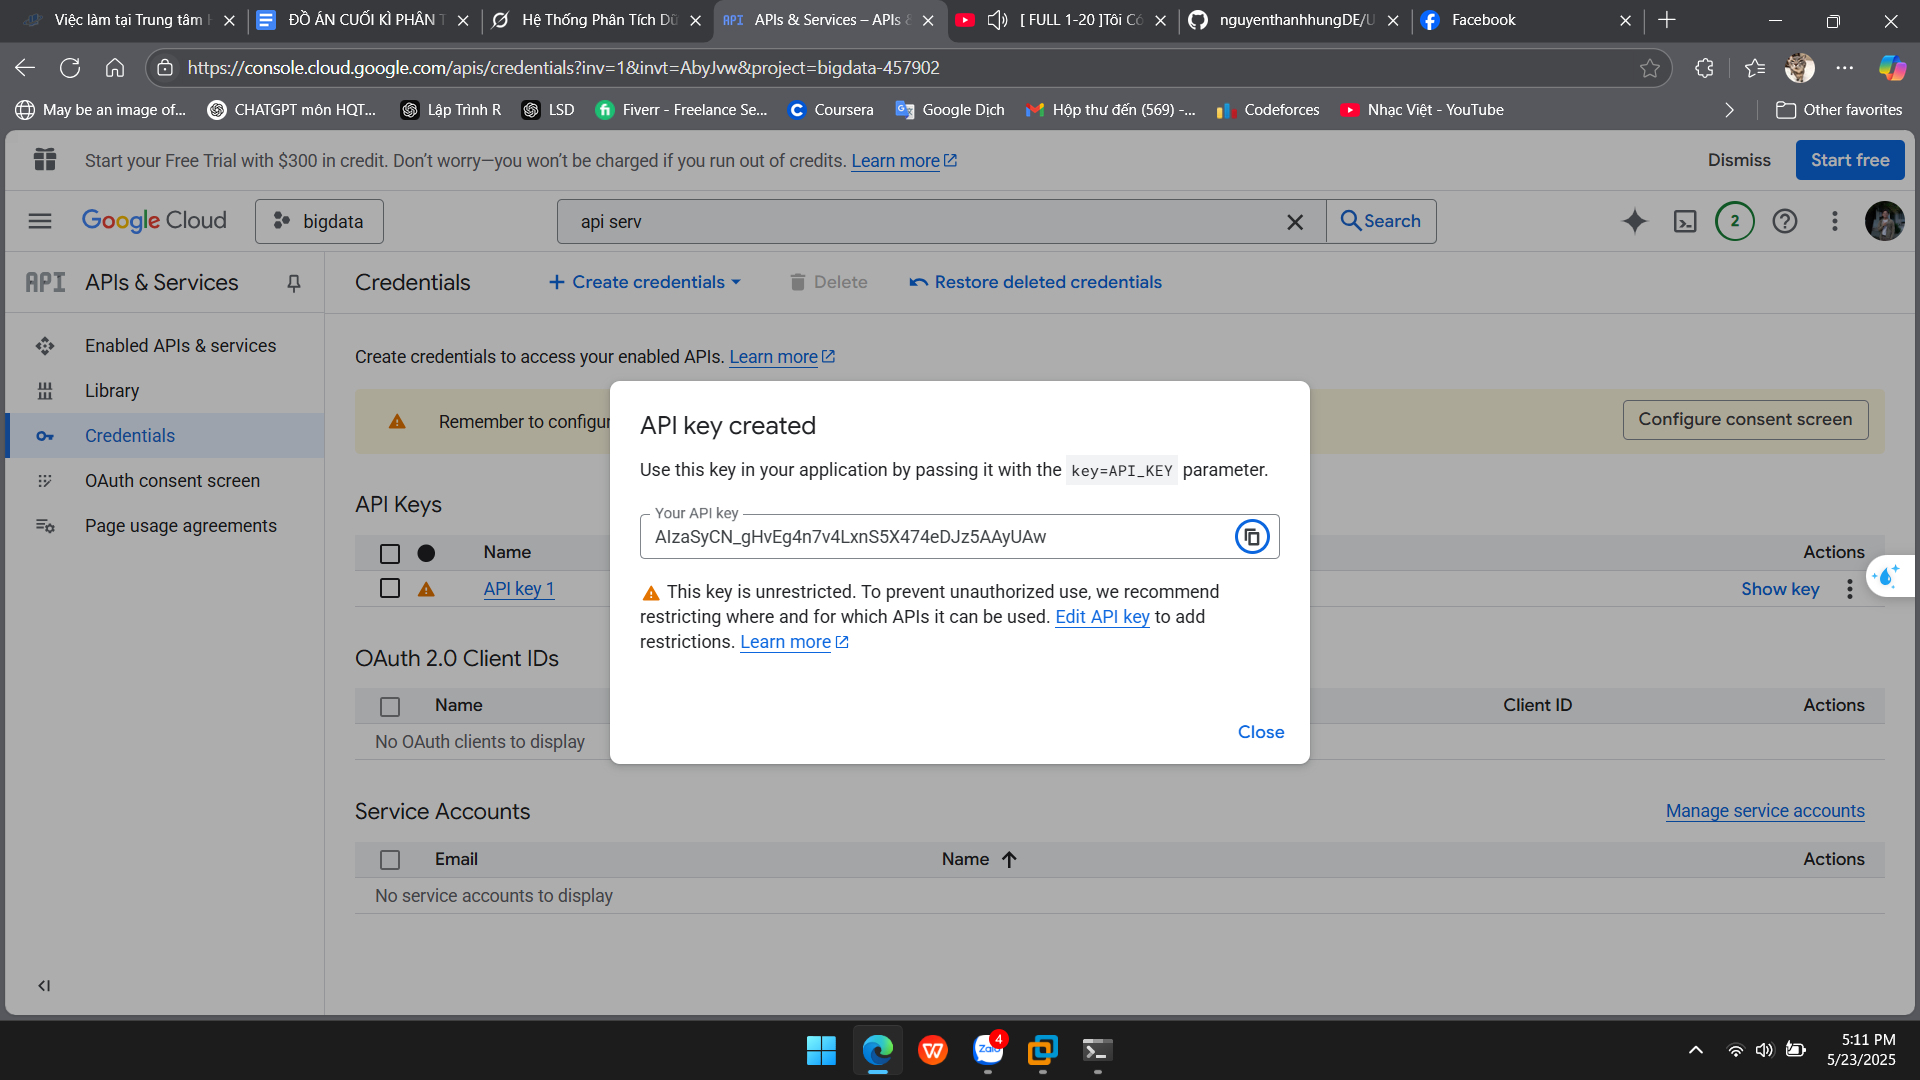 Việc làm tại Trung tâm
ĐỒ ÁN CUỐI KÌ PHÂN T
Hệ Thống Phân Tích Dữ
APIs & Services – APIs &
[ FULL 1-20 ]Tôi Có
nguyenthanhhungDE/U
Facebook
https://console.cloud.google.com/apis/credentials?inv=1&invt=AbyJvw&project=bigdata-457902
May be an image of...
CHATGPT môn HQT...
Lập Trình R
LSD
Fiverr - Freelance Se...
Coursera
Google Dịch
Hộp thư đến (569) -...
Codeforces
Nhạc Việt - YouTube
Other favorites
Start your Free Trial with $300 in credit. Don’t worry—you won’t be charged if you run out of credits. Learn more
Dismiss
Start free
Google Cloud
bigdata
api serv
Search
2
API APIs & Services
Credentials
Create credentials
Delete
Restore deleted credentials
Enabled APIs & services
Library
Credentials
OAuth consent screen
Page usage agreements
Create credentials to access your enabled APIs. Learn more
Remember to configur
Configure consent screen
API Keys
Name
Actions
API key 1
Show key
OAuth 2.0 Client IDs
Name
Client ID
Actions
No OAuth clients to display
Service Accounts
Manage service accounts
Email
Name
Actions
No service accounts to display
API key created
Use this key in your application by passing it with the key=API_KEY parameter.
Your API key
AIzaSyCN_gHvEg4n7v4LxnS5X474eDJz5AAyUAw
This key is unrestricted. To prevent unauthorized use, we recommend
restricting where and for which APIs it can be used. Edit API key to add
restrictions. Learn more
Close
Zalo
4
5:11 PM
5/23/2025